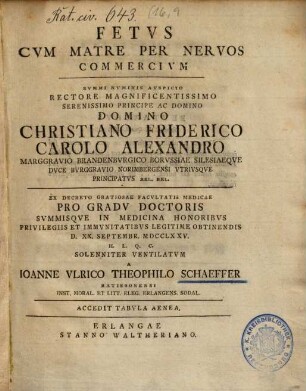 Rat. civ. 643. (16,9
FETVS
CVM MATRE PER NERVOS
COMMERCIVM
SVMMI NVMINIS AVSPICIO
RECTORE MAGNIFICENTISSIMO
SERENISSIMO PRINCIPE AC DOMINO
DOMINO
CHRISTIANO FRIDERICO
CAROLO ALEXANDRO
MARGGRAVIO BRANDENBVRGICO BORVSSIAE SILESIAEQVE
DVCE BVRGGRAVIO NORIMBERGENSI VTRIVSQVE
PRINCIPATVS REL. REL.
EX DECRETO GRATIOSAE FACVLTATIS MEDICAE
PRO GRADV DOCTORIS
SVMMISQVE IN MEDICINA HONORIBVS
PRIVILEGIIS ET IMMVNITATIBVS LEGITIME OBTINENDIS
D. XX. SEPTEMBR. MDCCLXXV.
H. L. Q. C.
SOLENNITER VENTILATVM
A
IOANNE VLRICO THEOPHILO SCHAEFFER
RATISBONENSI
INST. MORAL. ET LITT. ELEG. ERLANGENS. SODAL.
ACCEDIT TABVLA AENEA.
ERLANGAE
STANNO WALTHERIANO.